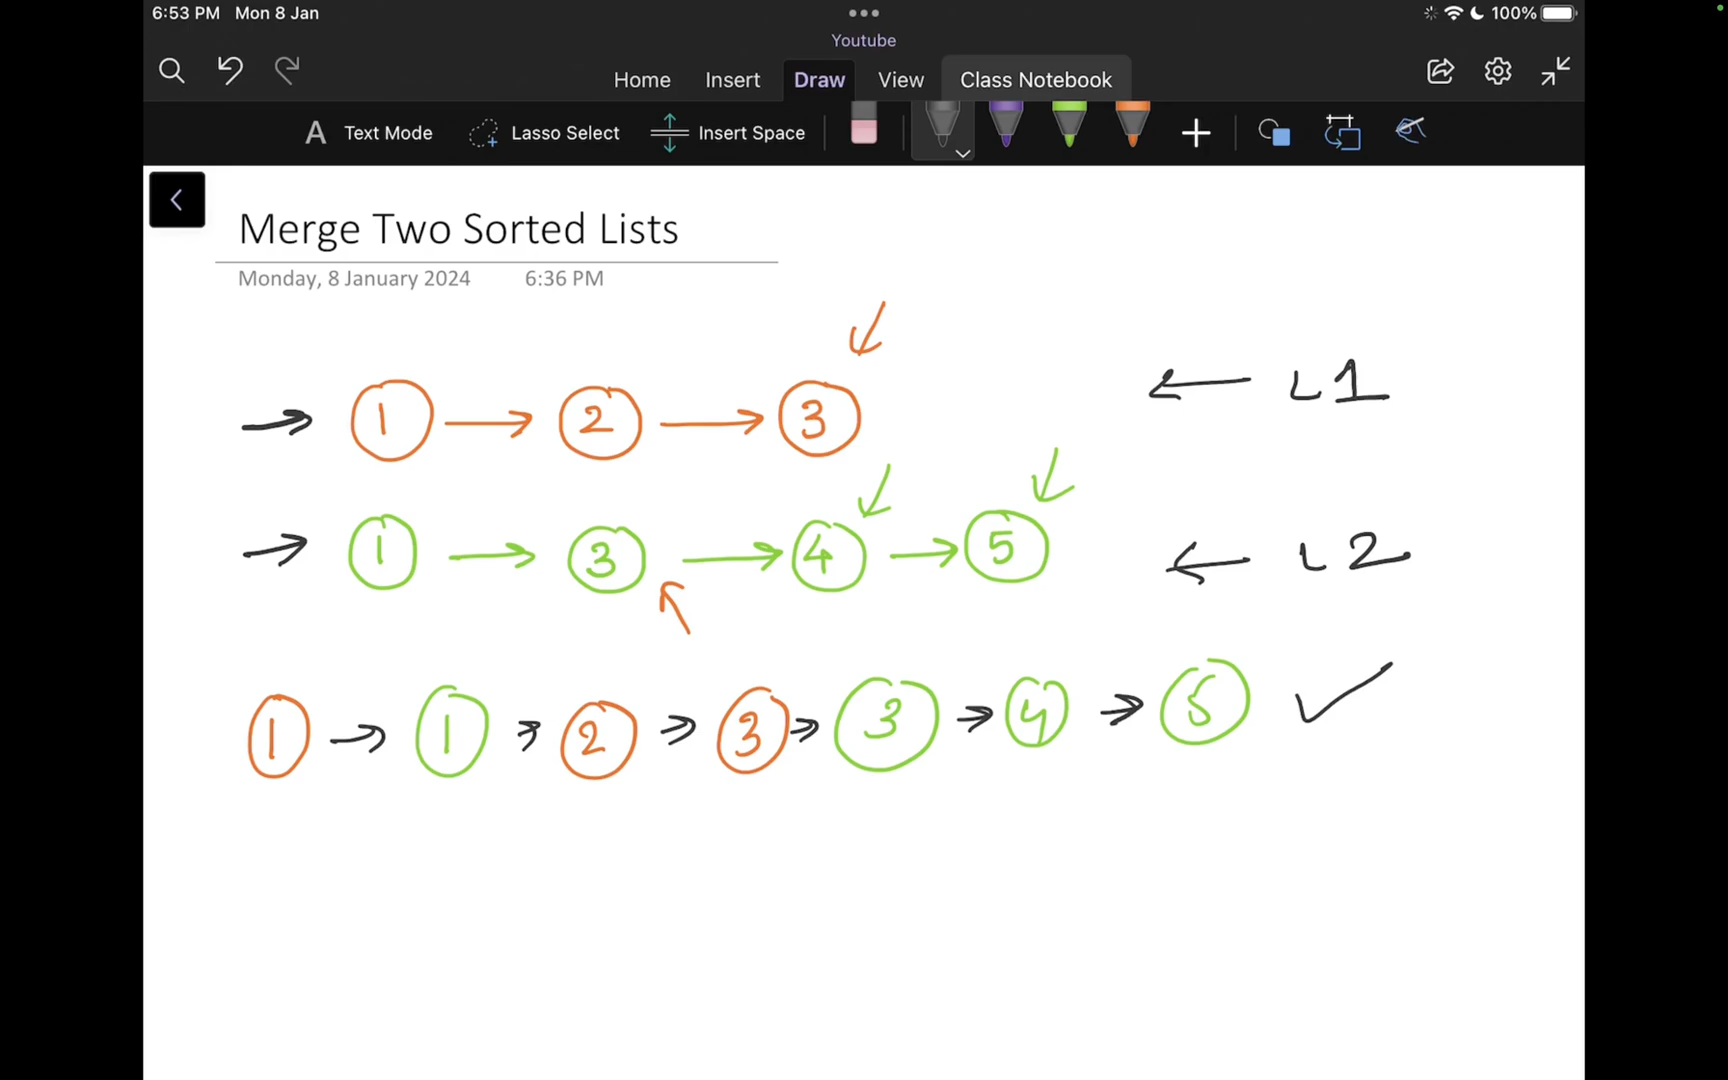 6:53 PM Mon 8 Jan 100%
Youtube
Home Insert Draw View Class Notebook
A Text Mode Lasso Select Insert Space
Merge Two Sorted Lists
Monday, 8 January 2024 6:36 PM
1 → 2 → 3 ← L1
1 → 3 → 4 → 5 ← L2
1 → 1 → 2 → 3 → 3 → 4 → 5 ✓